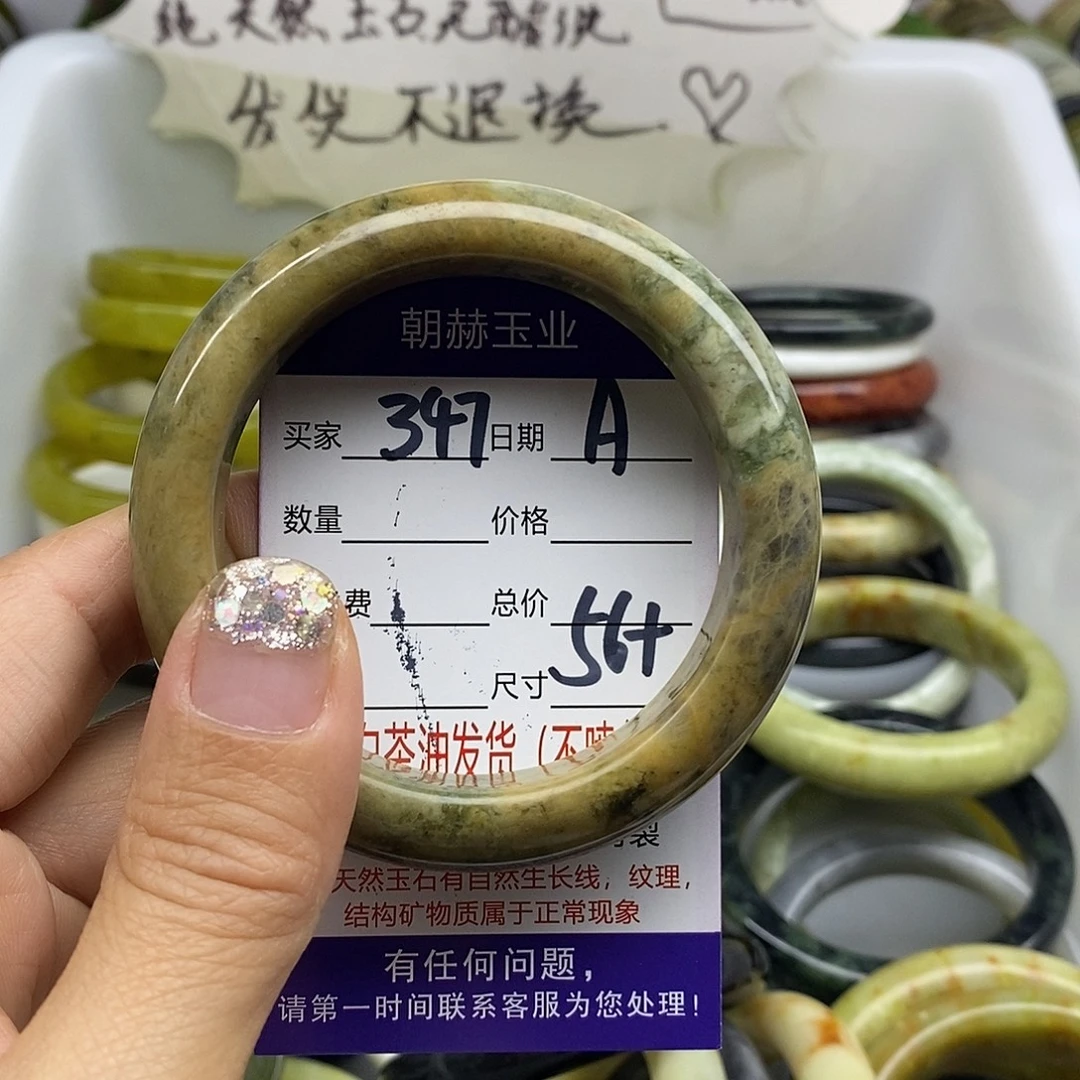 纯天然玉石无酸洗
发货不退换
朝赫玉业
买家 347 日期 A
数量 价格
费 总价
尺寸 56+
白茶油发货(不喷
天然玉石有自然生长线,纹理,
结构矿物质属于正常现象
有任何问题,
请第一时间联系客服为您处理!